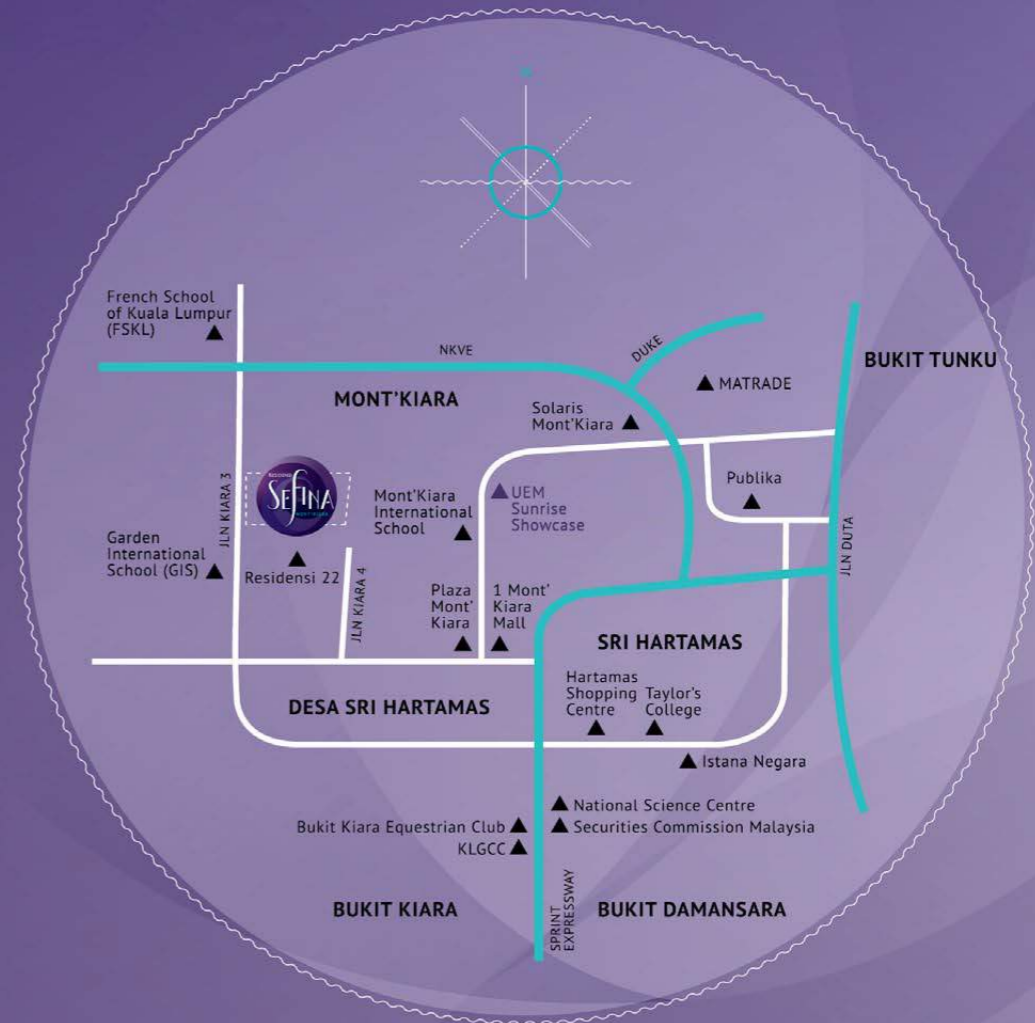 N
French School
of Kuala Lumpur
(FSKL)
NKVE
DUKE
BUKIT TUNKU
MATRADE
MONT'KIARA
Solaris
Mont'Kiara
SEFINA
JLN KIARA 3
Mont'Kiara
International
School
UEM
Sunrise
Showcase
Publika
Garden
International
School (GIS)
Residensi 22
JLN KIARA 4
JLN DUTA
Plaza
Mont'
Kiara
1 Mont'
Kiara
Mall
SRI HARTAMAS
DESA SRI HARTAMAS
Hartamas
Shopping
Centre
Taylor's
College
Istana Negara
National Science Centre
Bukit Kiara Equestrian Club
Securities Commission Malaysia
KLGCC
BUKIT KIARA
SPRINT
EXPRESSWAY
BUKIT DAMANSARA